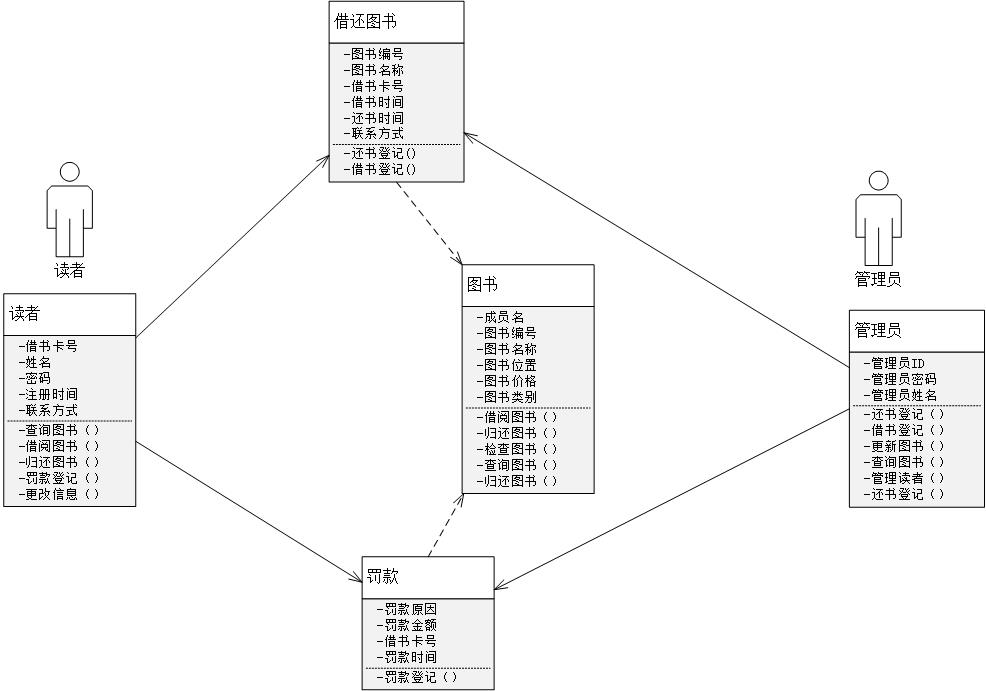 借还图书
-图书编号
-图书名称
-借书卡号
-借书时间
-还书时间
-联系方式
-还书登记()
-借书登记()
读者
读者
-借书卡号
-姓名
-密码
-注册时间
-联系方式
-查询图书（）
-借阅图书（）
-归还图书（）
-罚款登记（）
-更改信息（）
图书
-成员名
-图书编号
-图书名称
-图书位置
-图书价格
-图书类别
-借阅图书（）
-归还图书（）
-检查图书（）
-查询图书（）
-归还图书（）
管理员
管理员
-管理员ID
-管理员密码
-管理员姓名
-还书登记（）
-借书登记（）
-更新图书（）
-查询图书（）
-管理读者（）
-还书登记（）
罚款
-罚款原因
-罚款金额
-借书卡号
-罚款时间
-罚款登记（）